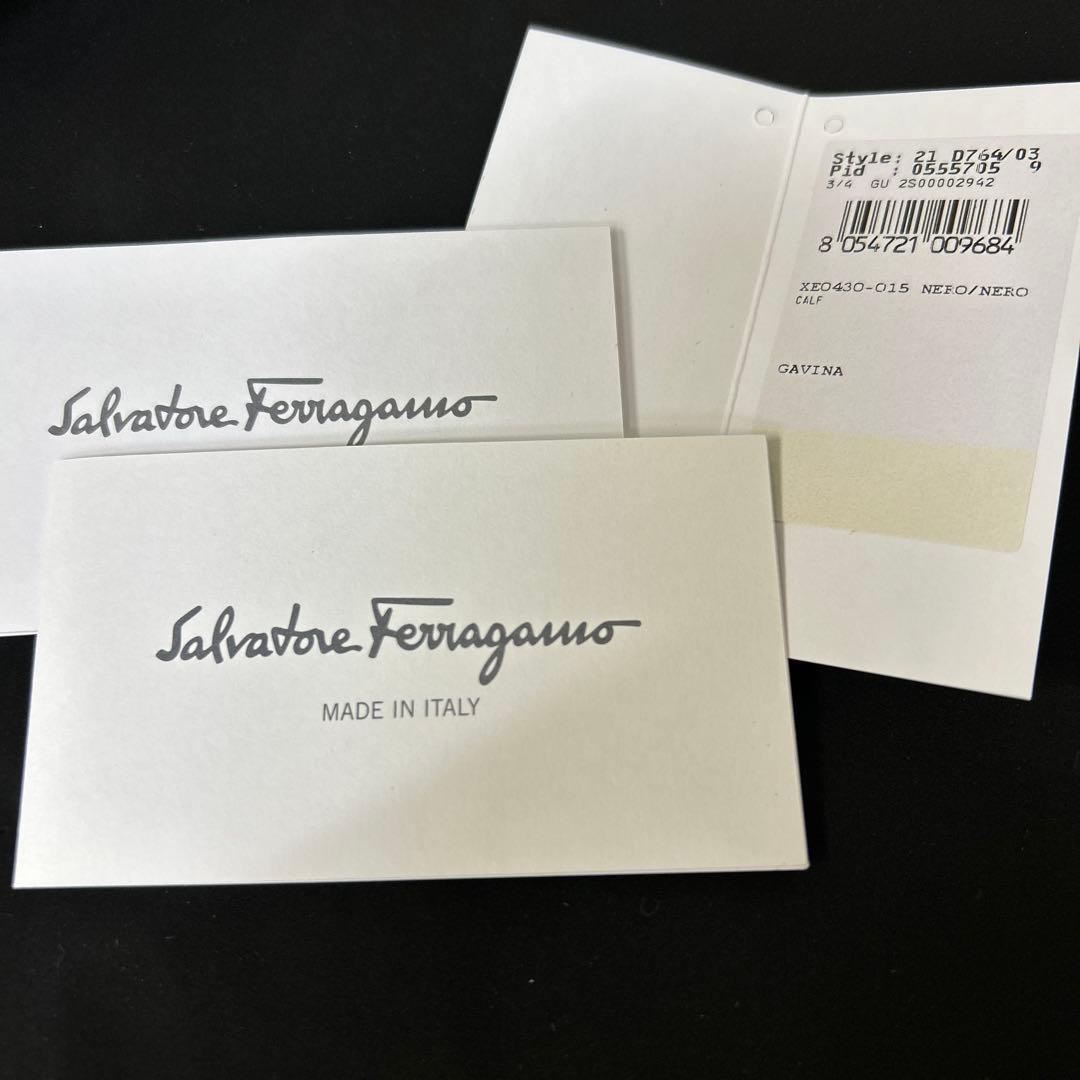 Salvatore Ferragamo
Salvatore Ferragamo
MADE IN ITALY
Style: 21 D764/03
Pid : 0555705 9
3/4 GU 2S00002942
8 054721 009684
XE0430-015 NERO/NERO
CALF
GAVINA